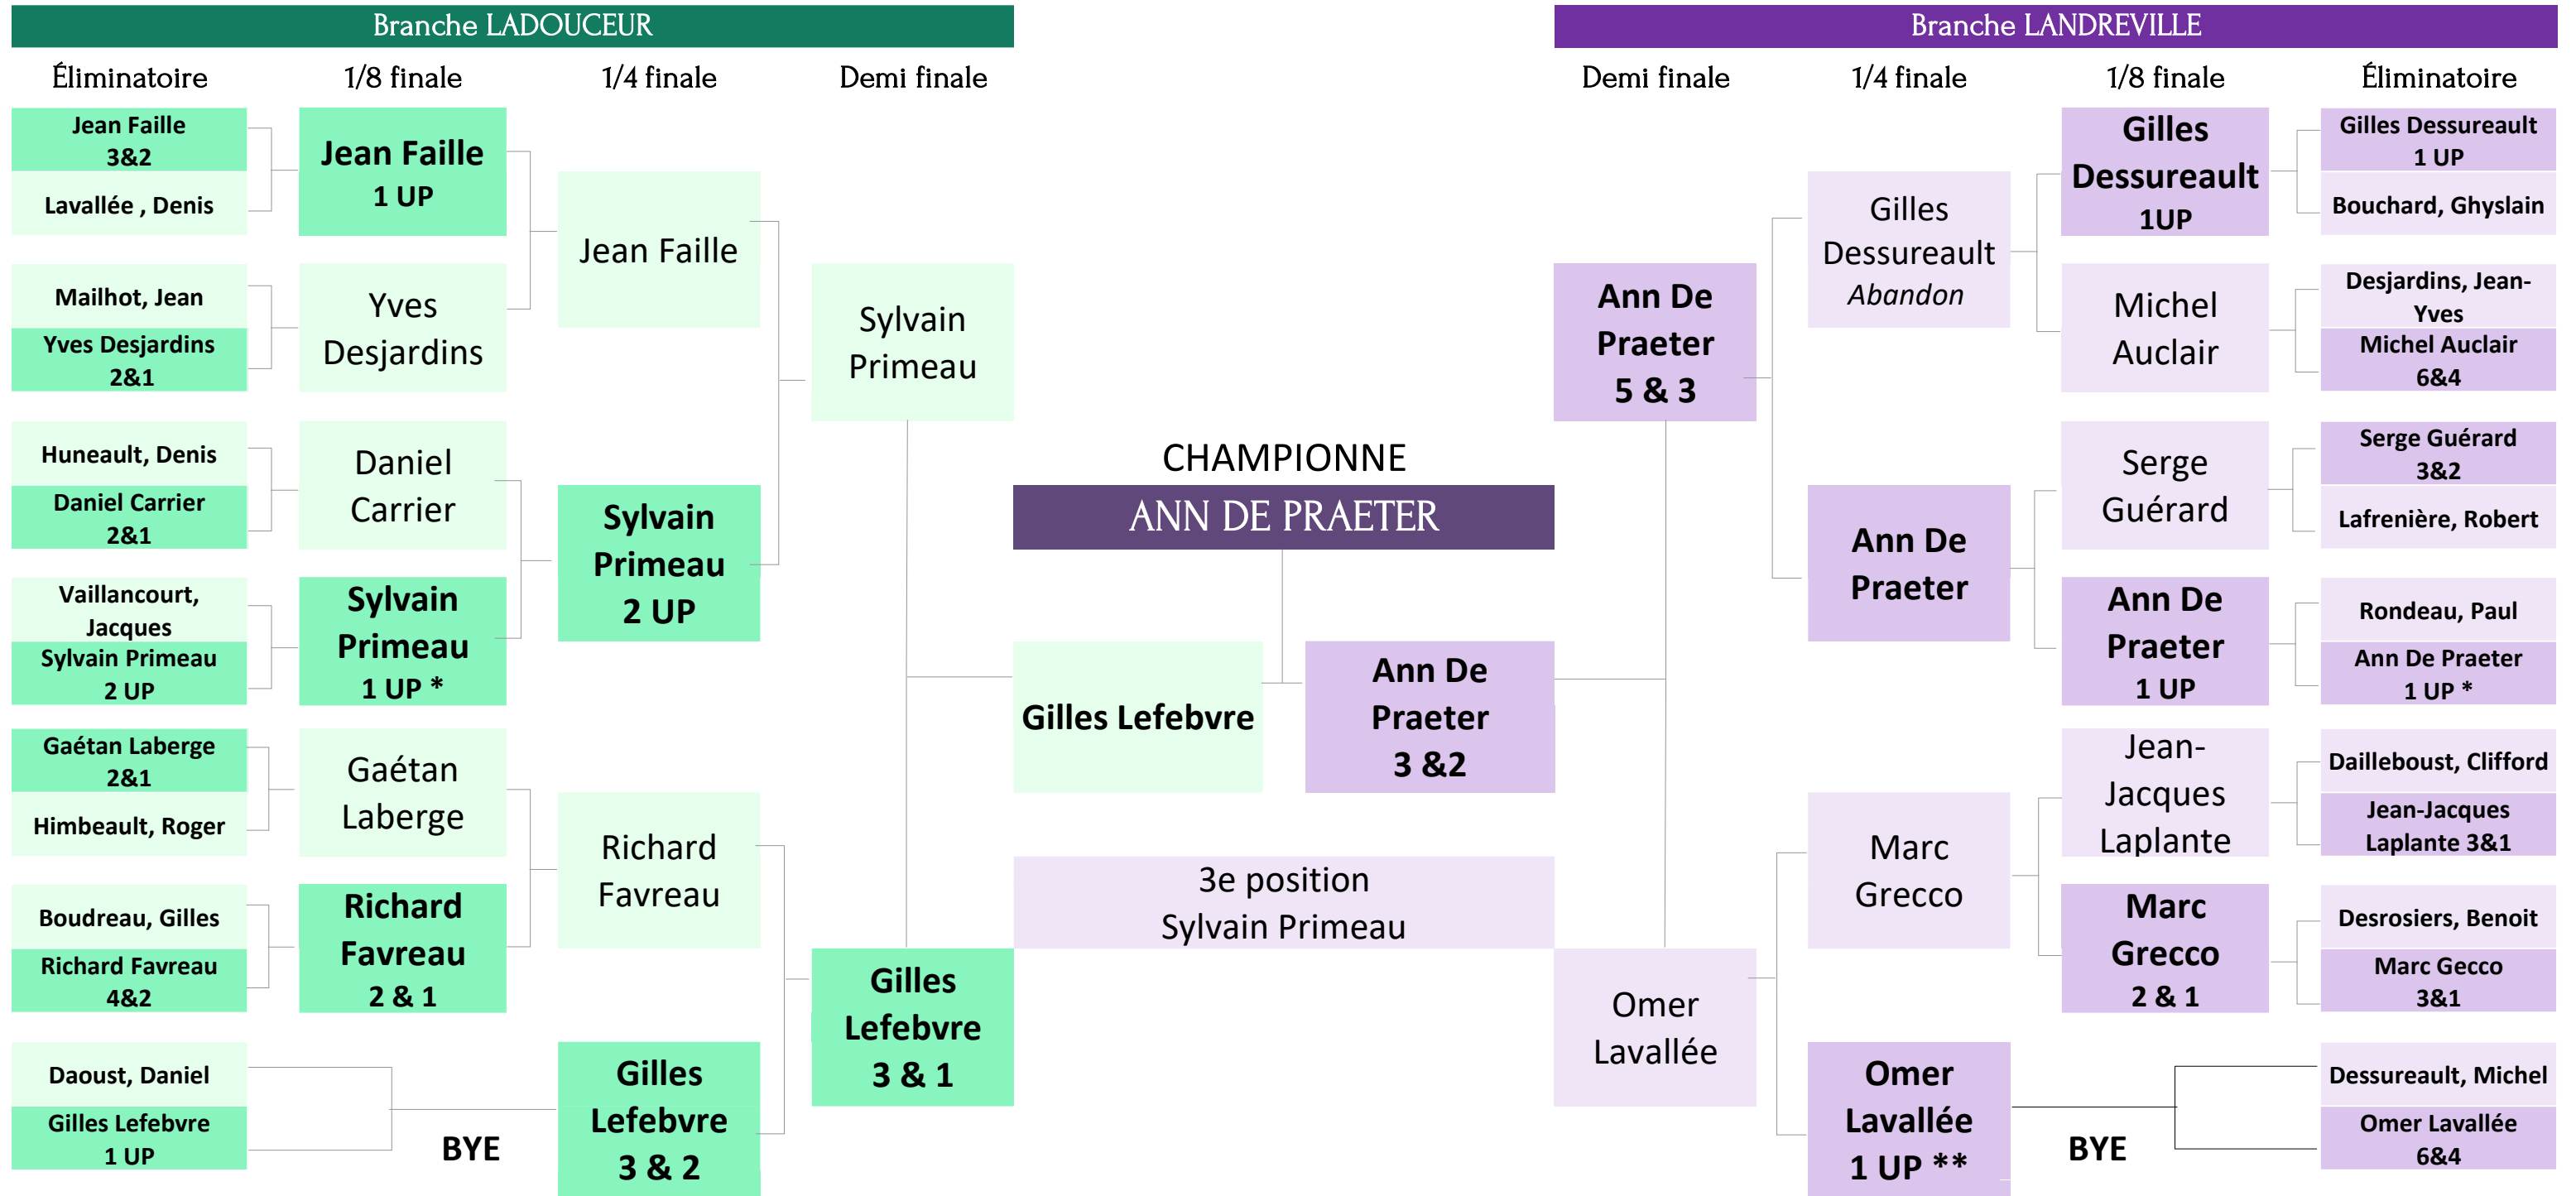 Branche LADOUCEUR
Éliminatoire
1/8 finale
1/4 finale
Demi finale
Jean Faille
3&2
Lavallée , Denis
Mailhot, Jean
Yves Desjardins
2&1
Huneault, Denis
Daniel Carrier
2&1
Vaillancourt,
Jacques
Sylvain Primeau
2 UP
Gaétan Laberge
2&1
Himbeault, Roger
Boudreau, Gilles
Richard Favreau
4&2
Daoust, Daniel
Gilles Lefebvre
1 UP
Jean Faille
1 UP
Yves
Desjardins
Daniel
Carrier
Sylvain
Primeau
1 UP *
Gaétan
Laberge
Richard
Favreau
2 & 1
BYE
Jean Faille
Sylvain
Primeau
2 UP
Richard
Favreau
Gilles
Lefebvre
3 & 2
Sylvain
Primeau
Gilles
Lefebvre
3 & 1
CHAMPIONNE
ANN DE PRAETER
Gilles Lefebvre
Ann De
Praeter
3 &2
3e position
Sylvain Primeau
Branche LANDREVILLE
Demi finale
1/4 finale
1/8 finale
Éliminatoire
Ann De
Praeter
5 & 3
Omer
Lavallée
Gilles
Dessureault
Abandon
Ann De
Praeter
Marc
Grecco
Omer
Lavallée
1 UP **
Gilles
Dessureault
1UP
Michel
Auclair
Serge
Guérard
Ann De
Praeter
1 UP
Jean-
Jacques
Laplante
Marc
Grecco
2 & 1
BYE
Gilles Dessureault
1 UP
Bouchard, Ghyslain
Desjardins, Jean-
Yves
Michel Auclair
6&4
Serge Guérard
3&2
Lafrenière, Robert
Rondeau, Paul
Ann De Praeter
1 UP *
Dailleboust, Clifford
Jean-Jacques
Laplante 3&1
Desrosiers, Benoit
Marc Gecco
3&1
Dessureault, Michel
Omer Lavallée
6&4